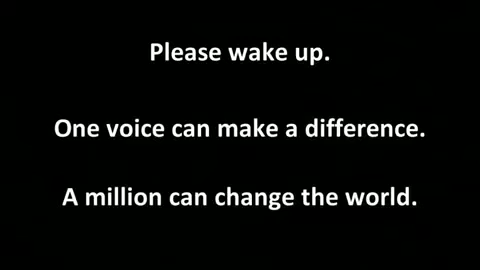 Please wake up.
One voice can make a difference.
A million can change the world.